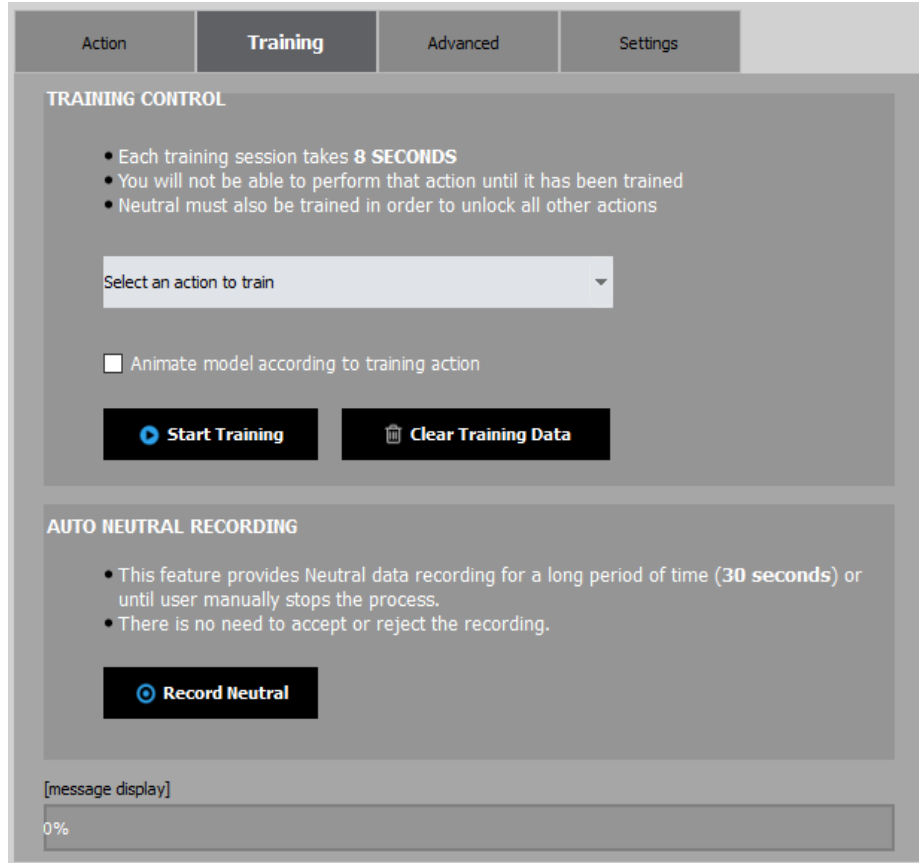 Action Training Advanced Settings
TRAINING CONTROL
Each training session takes 8 SECONDS
You will not be able to perform that action until it has been trained
Neutral must also be trained in order to unlock all other actions
Select an action to train
Animate model according to training action
Start Training Clear Training Data
AUTO NEUTRAL RECORDING
This feature provides Neutral data recording for a long period of time (30 seconds) or
until user manually stops the process.
There is no need to accept or reject the recording.
Record Neutral
[message display]
0%